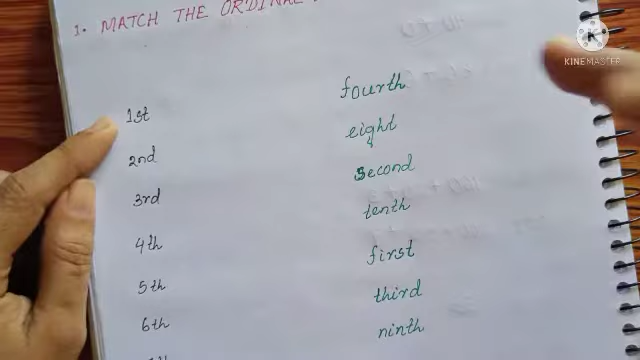 1. MATCH THE ORDINAL
KINEMASTER
fourth
1st
eight
2nd
second
3rd
tenth
4th
first
5th
third
6th
ninth